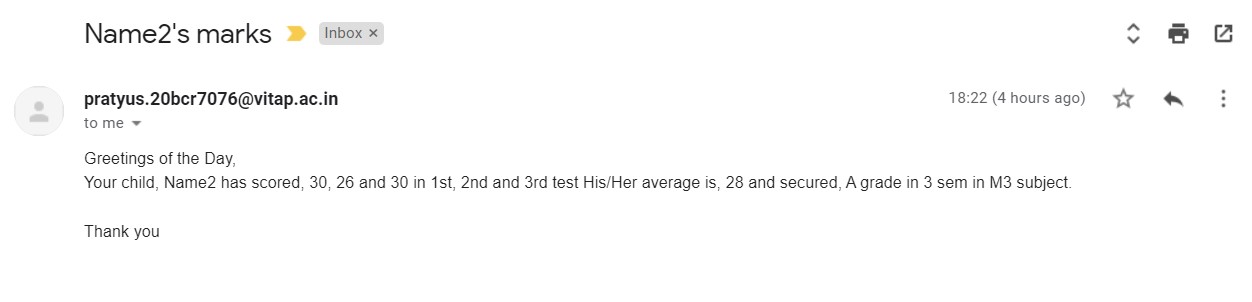 Name2's marks
Inbox ×
pratyus.20bcr7076@vitap.ac.in
18:22 (4 hours ago)
to me
Greetings of the Day,
Your child, Name2 has scored, 30, 26 and 30 in 1st, 2nd and 3rd test His/Her average is, 28 and secured, A grade in 3 sem in M3 subject.
Thank you